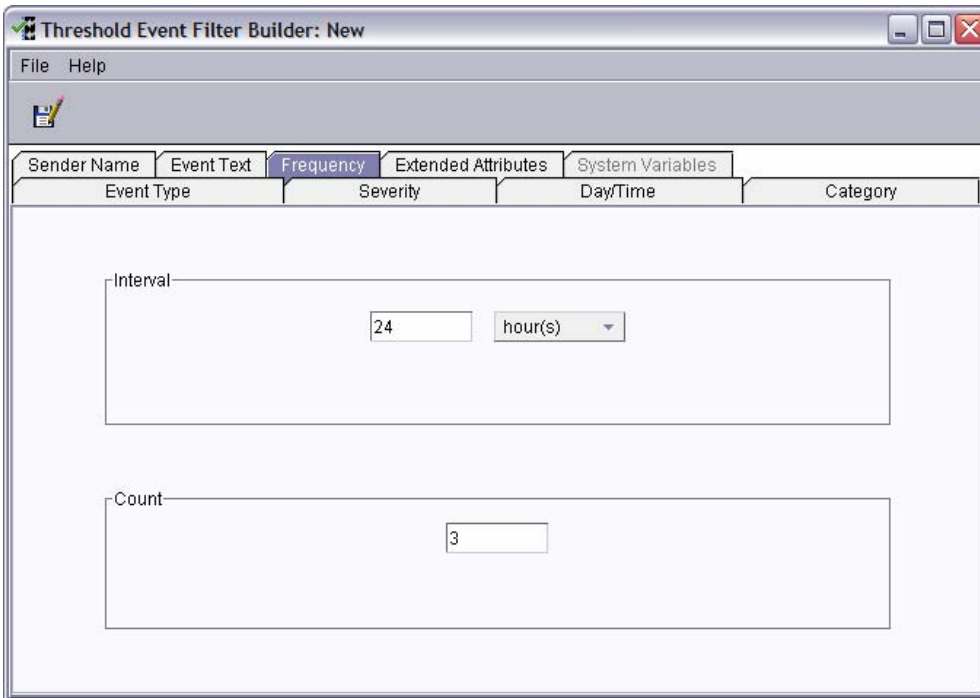 Threshold Event Filter Builder: New
File Help
Sender Name Event Text Frequency Extended Attributes System Variables
Event Type Severity Day/Time Category
Interval
24 hour(s)
Count
3